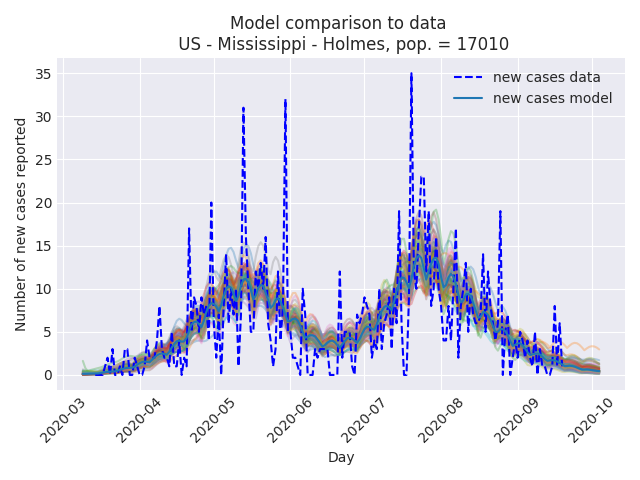 Model comparison to data
US - Mississippi - Holmes, pop. = 17010
new cases data
new cases model
Number of new cases reported
35
30
25
20
15
10
5
0
2020-03
2020-04
2020-05
2020-06
2020-07
2020-08
2020-09
2020-10
Day